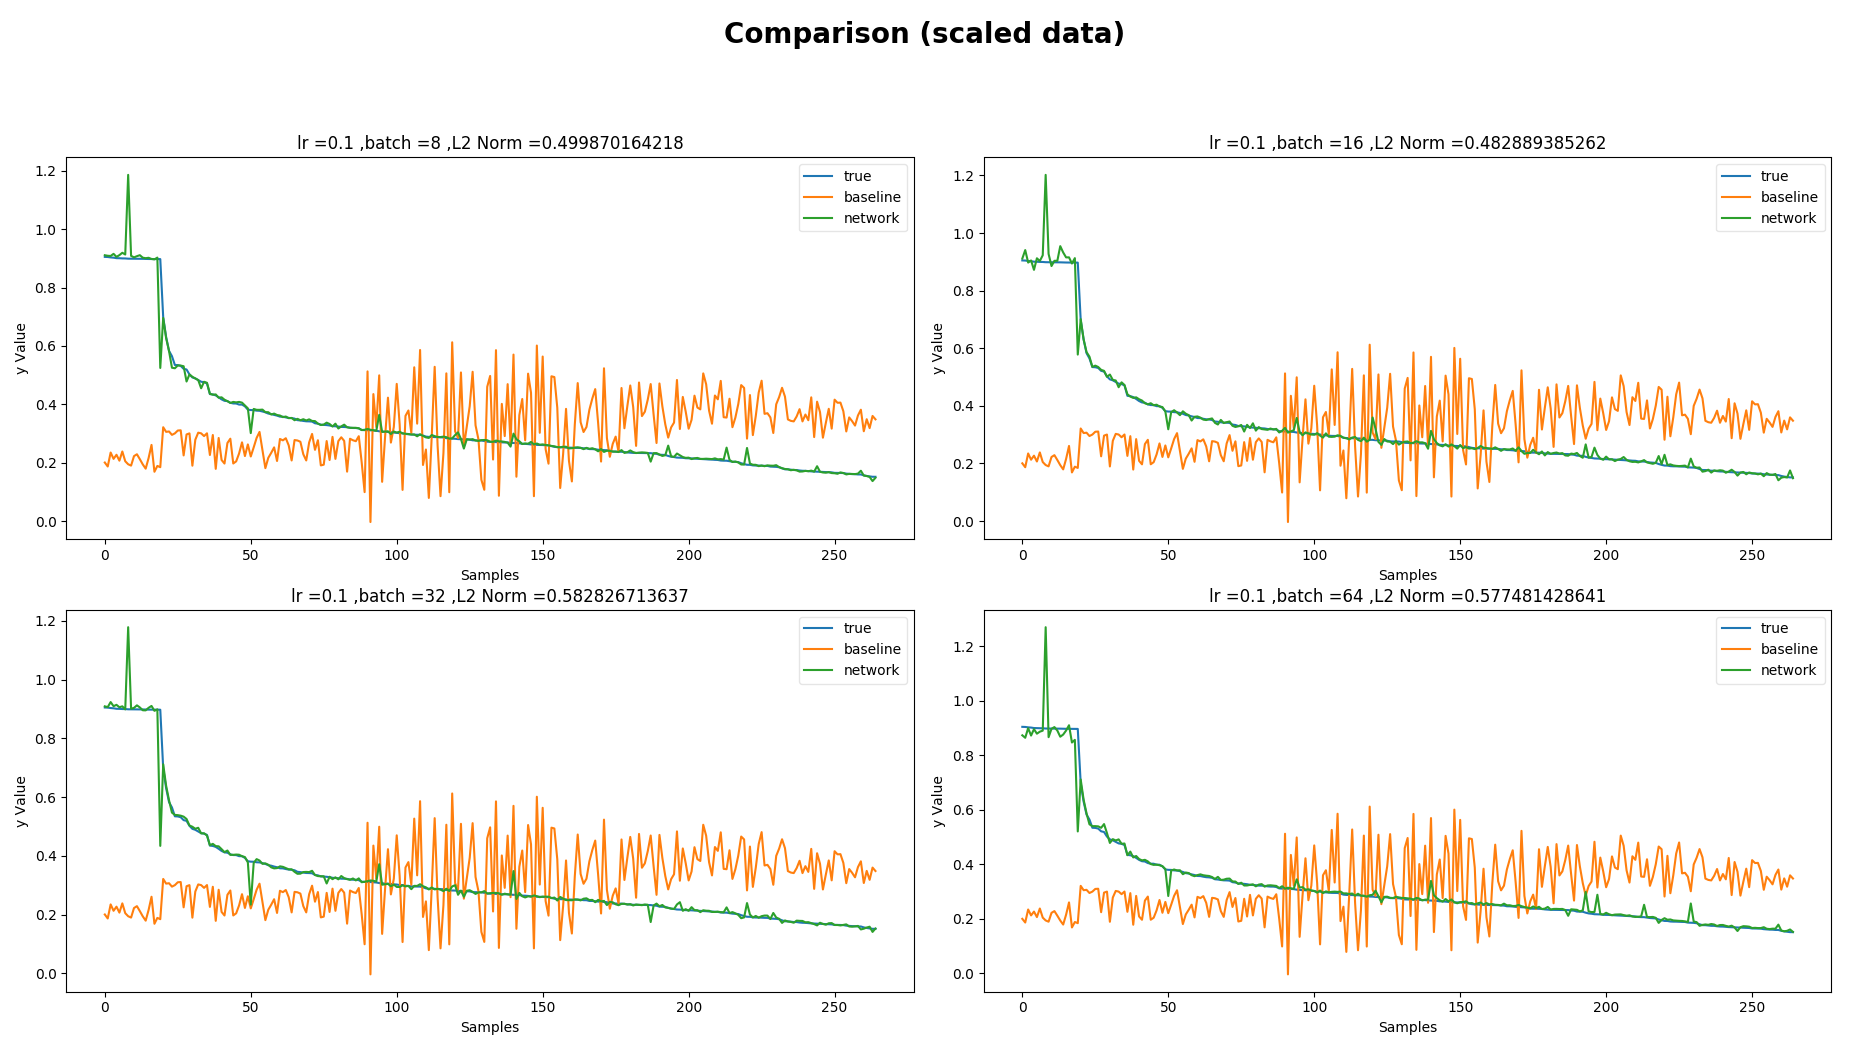 Comparison (scaled data)
lr =0.1 ,batch =8 ,L2 Norm =0.499870164218
1.2
1.0
0.8
0.6
0.4
0.2
0.0
y Value
true
baseline
network
0 50 100 150 200 250
Samples
lr =0.1 ,batch =16 ,L2 Norm =0.482889385262
1.2
1.0
0.8
0.6
0.4
0.2
0.0
y Value
true
baseline
network
0 50 100 150 200 250
Samples
lr =0.1 ,batch =32 ,L2 Norm =0.582826713637
1.2
1.0
0.8
0.6
0.4
0.2
0.0
y Value
true
baseline
network
0 50 100 150 200 250
Samples
lr =0.1 ,batch =64 ,L2 Norm =0.577481428641
1.2
1.0
0.8
0.6
0.4
0.2
0.0
y Value
true
baseline
network
0 50 100 150 200 250
Samples